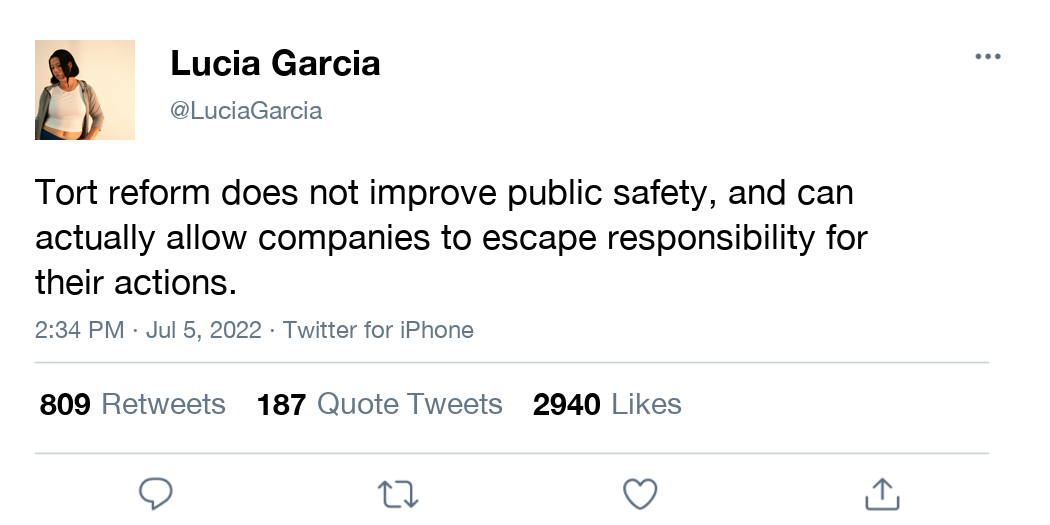 Lucia Garcia
@LuciaGarcia
Tort reform does not improve public safety, and can
actually allow companies to escape responsibility for
their actions.
2:34 PM · Jul 5, 2022 · Twitter for iPhone
809 Retweets 187 Quote Tweets 2940 Likes